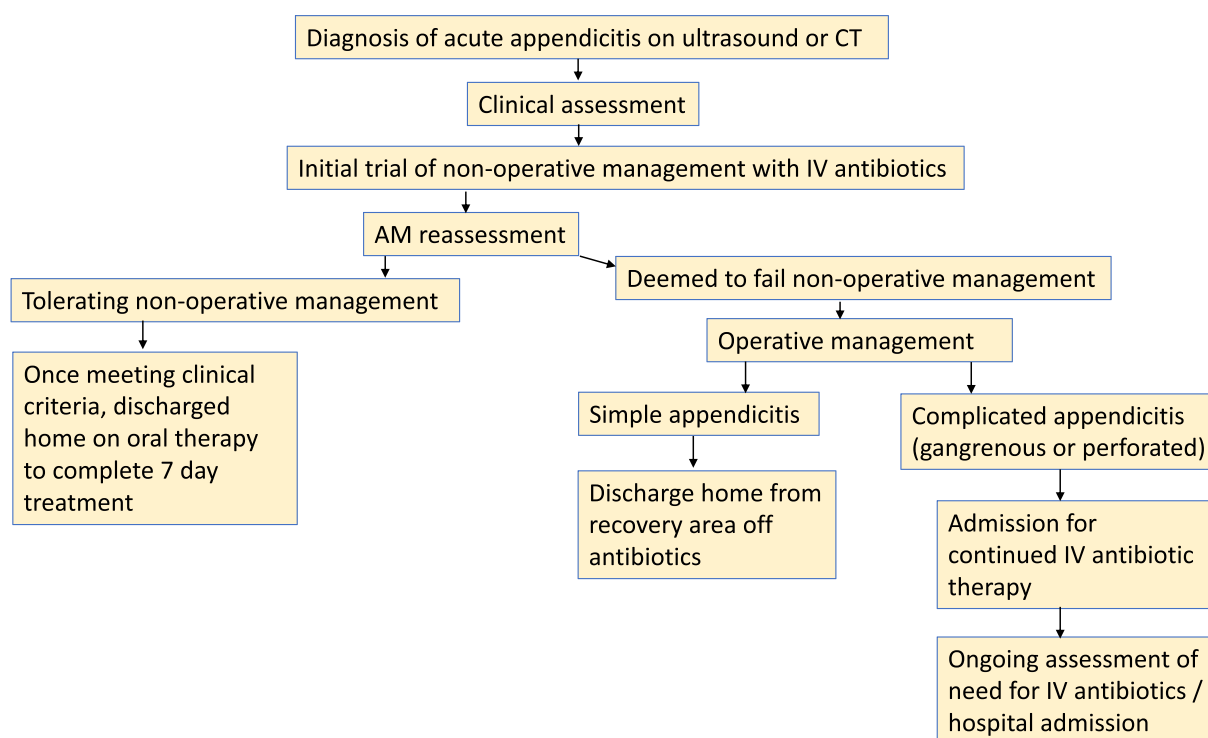 Diagnosis of acute appendicitis on ultrasound or CT
Clinical assessment
Initial trial of non-operative management with IV antibiotics
AM reassessment
Tolerating non-operative management
Once meeting clinical
criteria, discharged
home on oral therapy
to complete 7 day
treatment
Deemed to fail non-operative management
Operative management
Simple appendicitis
Discharge home from
recovery area off
antibiotics
Complicated appendicitis
(gangrenous or perforated)
Admission for
continued IV antibiotic
therapy
Ongoing assessment of
need for IV antibiotics /
hospital admission